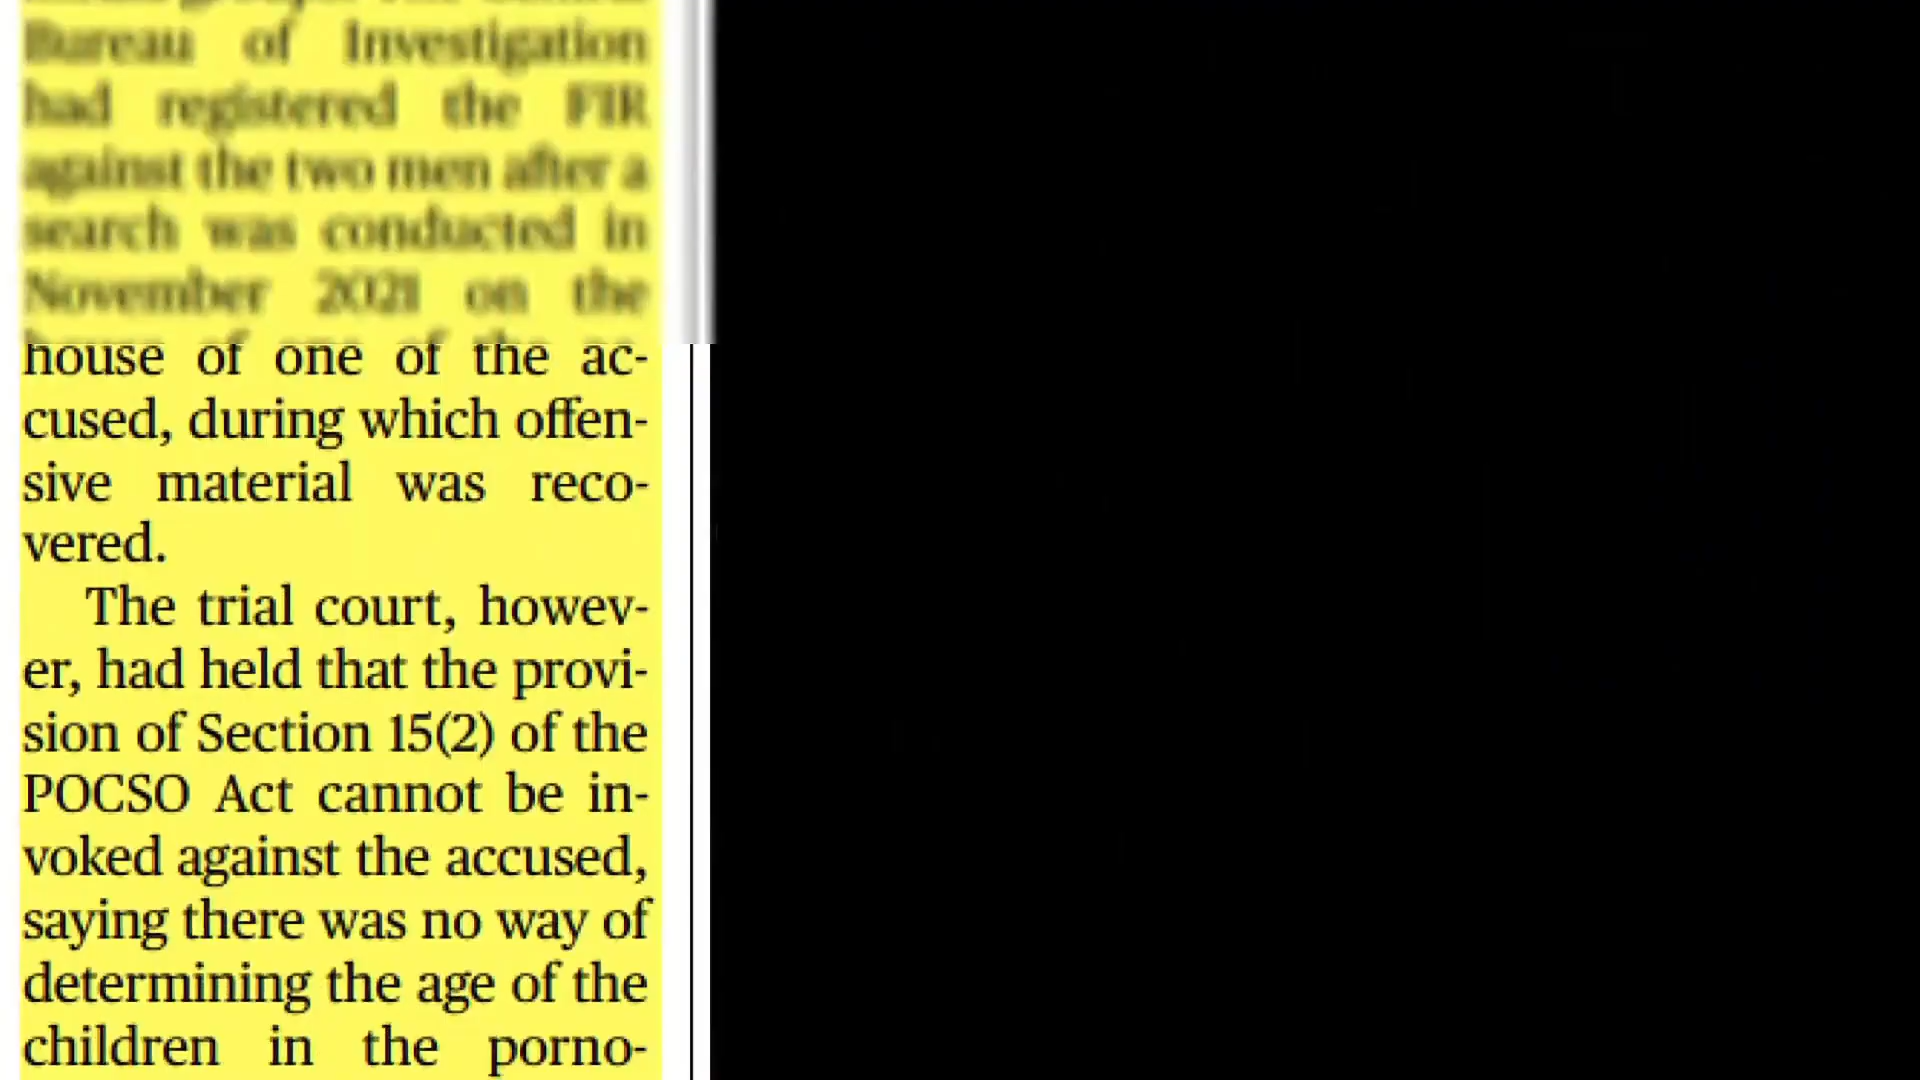 Bureau of Investigation
had registered the FIR
against the two men after a
search was conducted in
November 2021 on the
house of one of the ac-
cused, during which offen-
sive material was reco-
vered.
The trial court, howev-
er, had held that the provi-
sion of Section 15(2) of the
POCSO Act cannot be in-
voked against the accused,
saying there was no way of
determining the age of the
children in the porno-